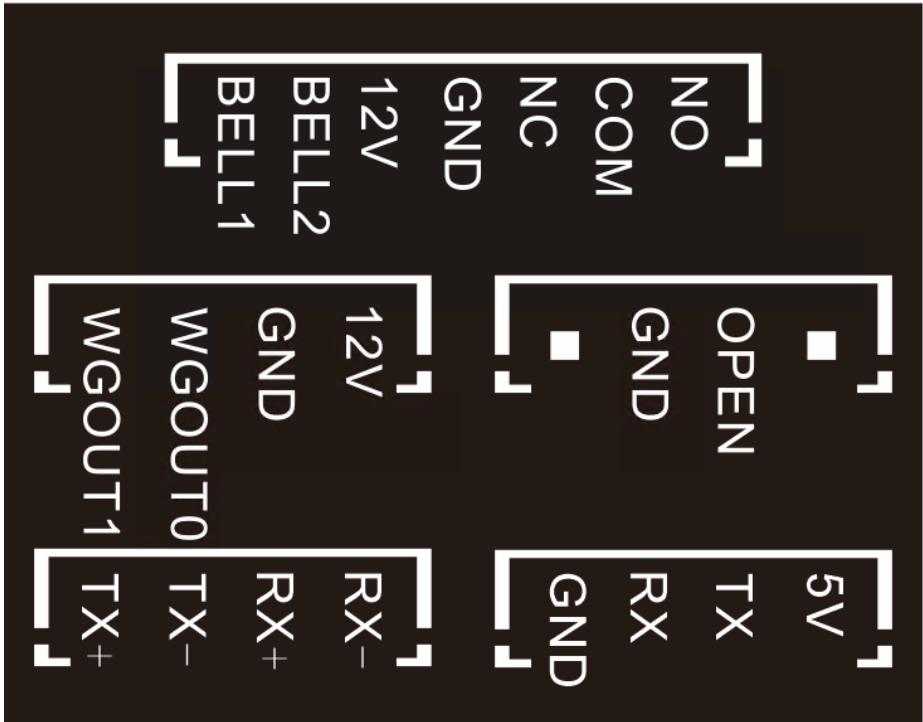 BELL1
BELL2
12V
GND
NC
COM
NO
WGOUT1
WGOUT0
GND
12V
GND
OPEN
TX+
TX-
RX+
RX-
GND
RX
TX
5V